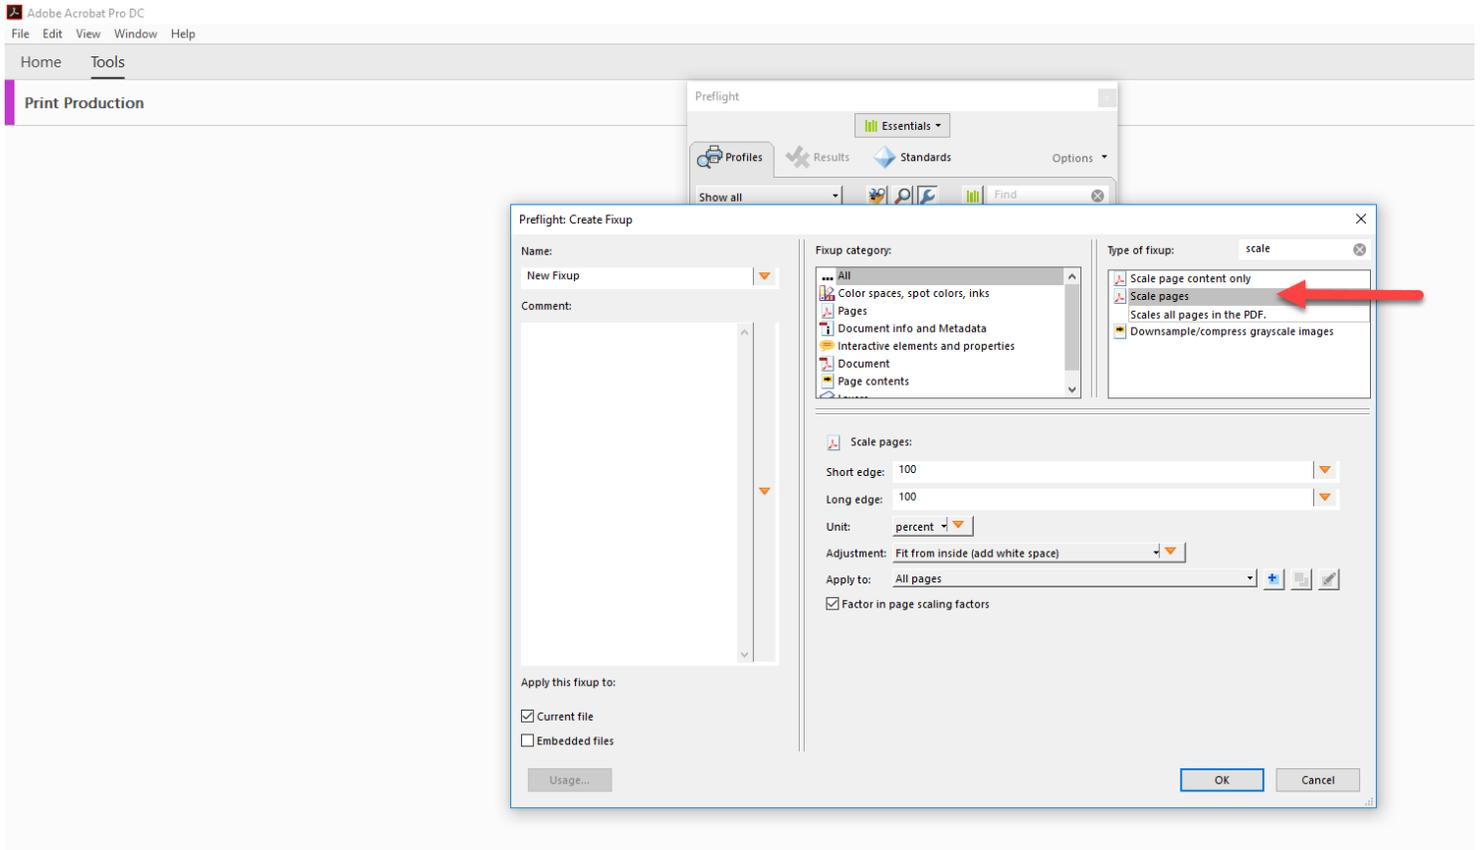 Adobe Acrobat Pro DC
File Edit View Window Help
Home Tools
Print Production
Preflight
Essentials
Profiles Results Standards Options
Show all Find
Preflight: Create Fixup
Name:
New Fixup
Comment:
Apply this fixup to:
Current file
Embedded files
Usage...
Fixup category:
All
Color spaces, spot colors, inks
Pages
Document info and Metadata
Interactive elements and properties
Document
Page contents
Type of fixup: scale
Scale page content only
Scale pages
Scales all pages in the PDF.
Downsample/compress grayscale images
Scale pages:
Short edge: 100
Long edge: 100
Unit: percent
Adjustment: Fit from inside (add white space)
Apply to: All pages
Factor in page scaling factors
OK Cancel